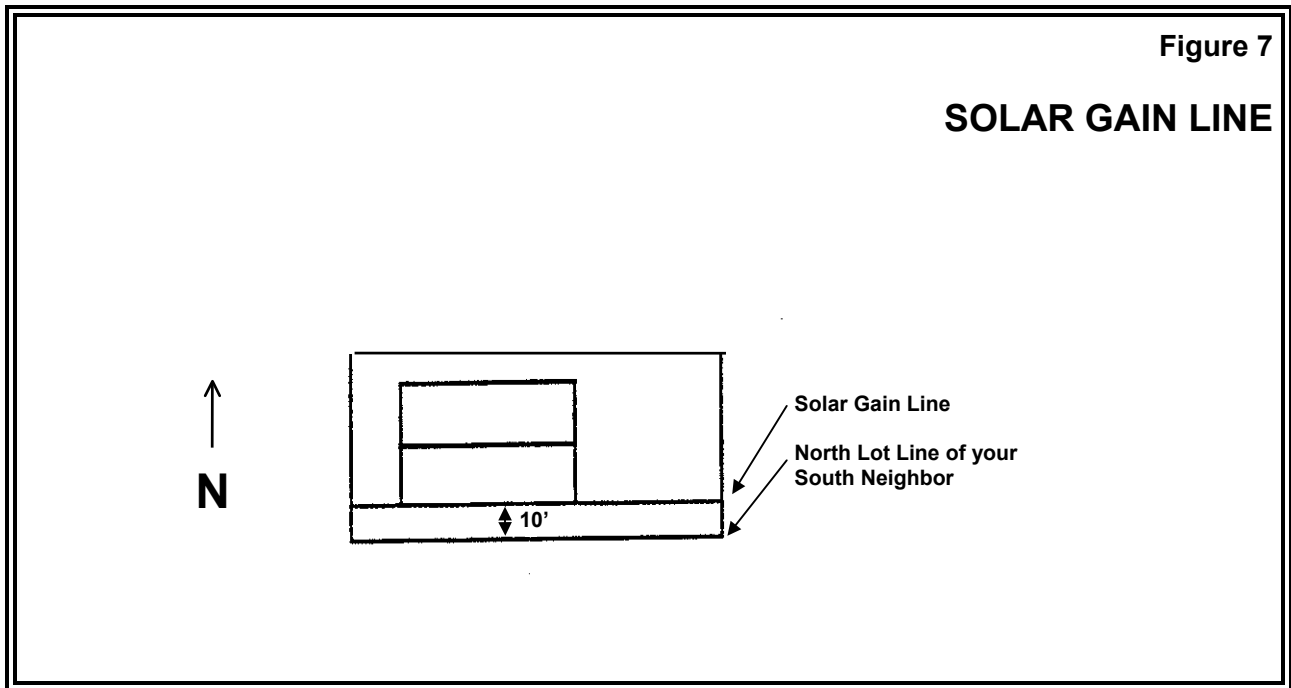 Figure 7
SOLAR GAIN LINE
Solar Gain Line
North Lot Line of your
South Neighbor
N
10’